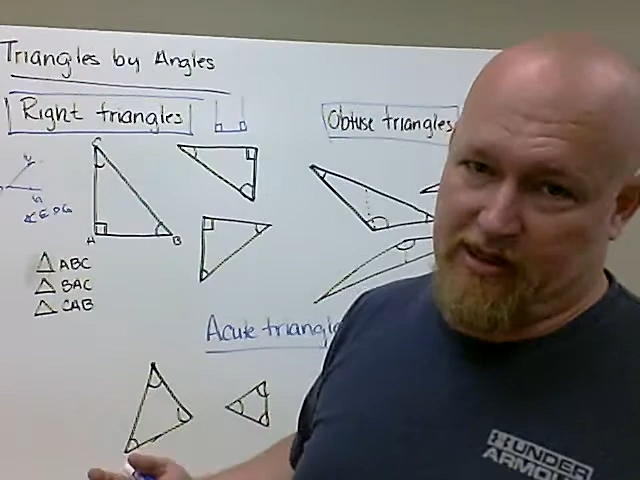 Triangles by Angles
Right triangles
Obtuse triangles
C
A
B
△ ABC
△ BAC
△ CAB
Acute triangle
UNDER
ARMOUR